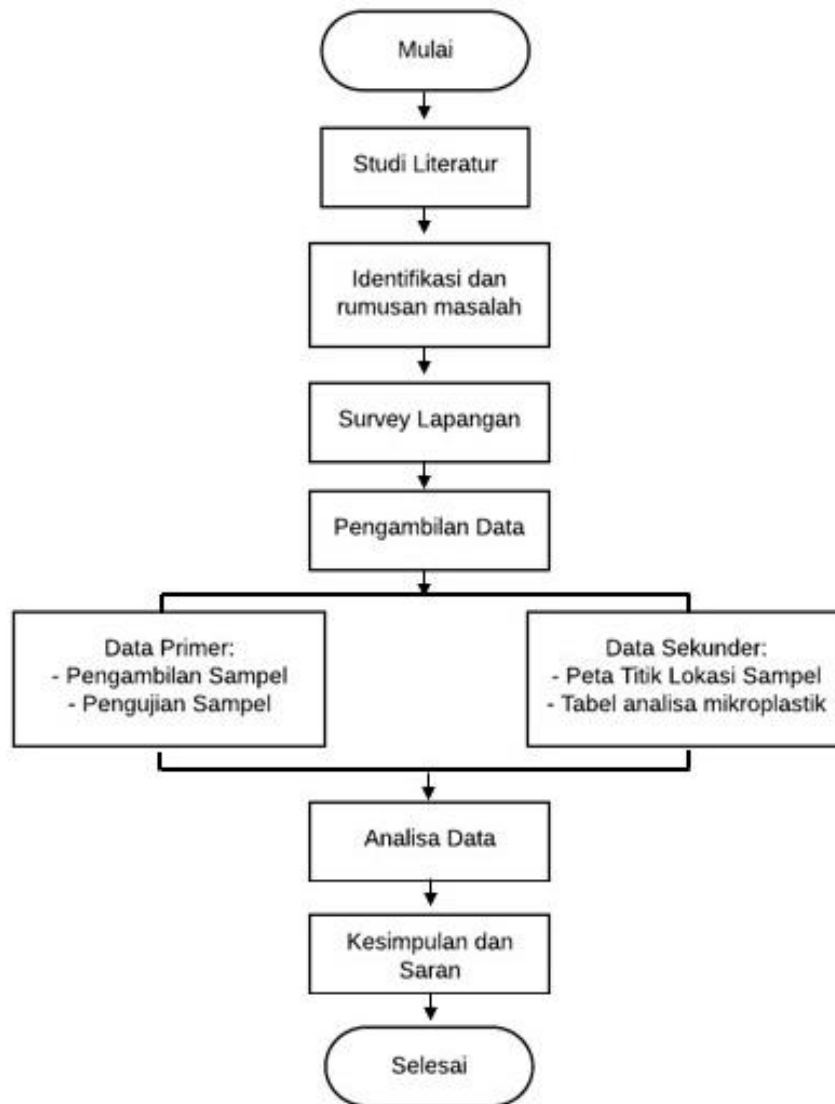 Mulai
Studi Literatur
Identifikasi dan
rumusan masalah
Survey Lapangan
Pengambilan Data
Data Primer:
- Pengambilan Sampel
- Pengujian Sampel
Data Sekunder:
- Peta Titik Lokasi Sampel
- Tabel analisa mikroplastik
Analisa Data
Kesimpulan dan
Saran
Selesai